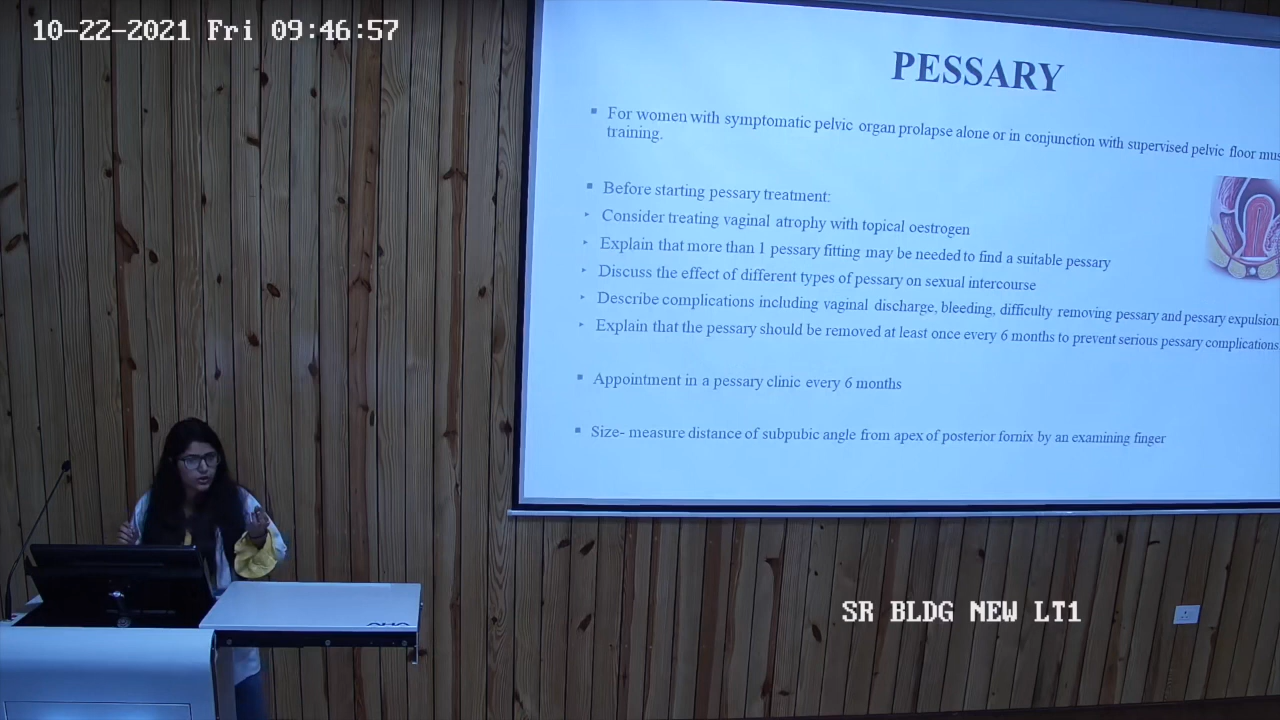 10-22-2021 Fri 09:46:57
PESSARY
For women with symptomatic pelvic organ prolapse alone or in conjunction with supervised pelvic floor
training.
Before starting pessary treatment:
Consider treating vaginal atrophy with topical oestrogen
Explain that more than 1 pessary fitting may be needed to find a suitable pessary
Discuss the effect of different types of pessary on sexual intercourse
Describe complications including vaginal discharge, bleeding, difficulty removing pessary and pessary expulsion
Explain that the pessary should be removed at least once every 6 months to prevent serious pessary complications
Appointment in a pessary clinic every 6 months
Size- measure distance of subpubic angle from apex of posterior fornix by an examining finger
SR BLDG NEW LT1